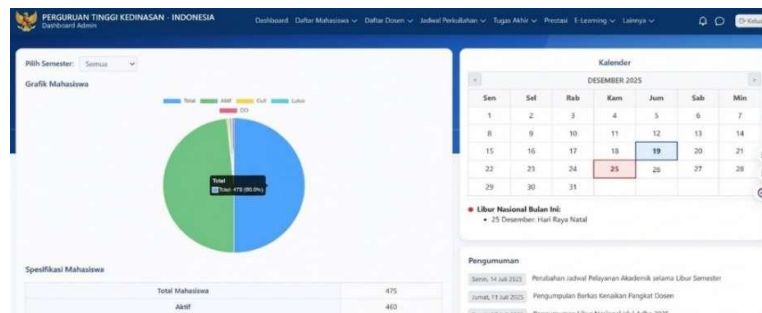 PERGURUAN TINGGI KEDINASAN - INDONESIA
Dashboard Admin
Dashboard Daftar Mahasiswa Daftar Dosen Jadwal Perkuliahan Tugas Akhir Prestasi E-Learning Lainnya
Pilih Semester: Semua
Grafik Mahasiswa
Total Aktif Cuti Lulus
DO
Total
Total: 475 (50.0%)
Spesifikasi Mahasiswa
Total Mahasiswa 475
Aktif 460
Kalender
DESEMBER 2025
Sen Sel Rab Kam Jum Sab Min
1 2 3 4 5 6 7
8 9 10 11 12 13 14
15 16 17 18 19 20 21
22 23 24 25 26 27 28
29 30 31
Libur Nasional Bulan Ini:
25 Desember: Hari Raya Natal
Pengumuman
Senin, 14 Juli 2025 Perubahan Jadwal Pelayanan Akademik selama Libur Semester
Jumat, 11 Juli 2025 Pengumpulan Berkas Kenaikan Pangkat Dosen